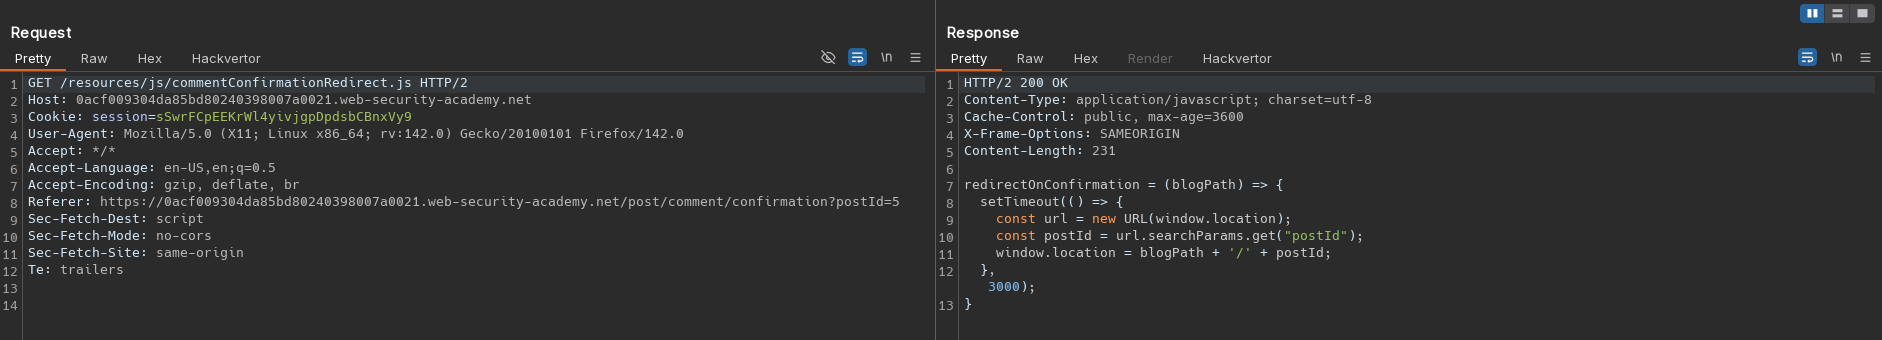 Request
Pretty Raw Hex Hackvertor \n
1 GET /resources/js/commentConfirmationRedirect.js HTTP/2
2 Host: 0acf009304da85bd80240398007a0021.web-security-academy.net
3 Cookie: session=sSwrFCpEEKrWl4yivjgpDpdsbCBnxVy9
4 User-Agent: Mozilla/5.0 (X11; Linux x86_64; rv:142.0) Gecko/20100101 Firefox/142.0
5 Accept: */*
6 Accept-Language: en-US,en;q=0.5
7 Accept-Encoding: gzip, deflate, br
8 Referer: https://0acf009304da85bd80240398007a0021.web-security-academy.net/post/comment/confirmation?postId=5
9 Sec-Fetch-Dest: script
10 Sec-Fetch-Mode: no-cors
11 Sec-Fetch-Site: same-origin
12 Te: trailers
13
14
Response
Pretty Raw Hex Render Hackvertor \n
1 HTTP/2 200 OK
2 Content-Type: application/javascript; charset=utf-8
3 Cache-Control: public, max-age=3600
4 X-Frame-Options: SAMEORIGIN
5 Content-Length: 231
6
7 redirectOnConfirmation = (blogPath) => {
8 setTimeout(() => {
9 const url = new URL(window.location);
10 const postId = url.searchParams.get("postId");
11 window.location = blogPath + '/' + postId;
12 },
3000);
13 }